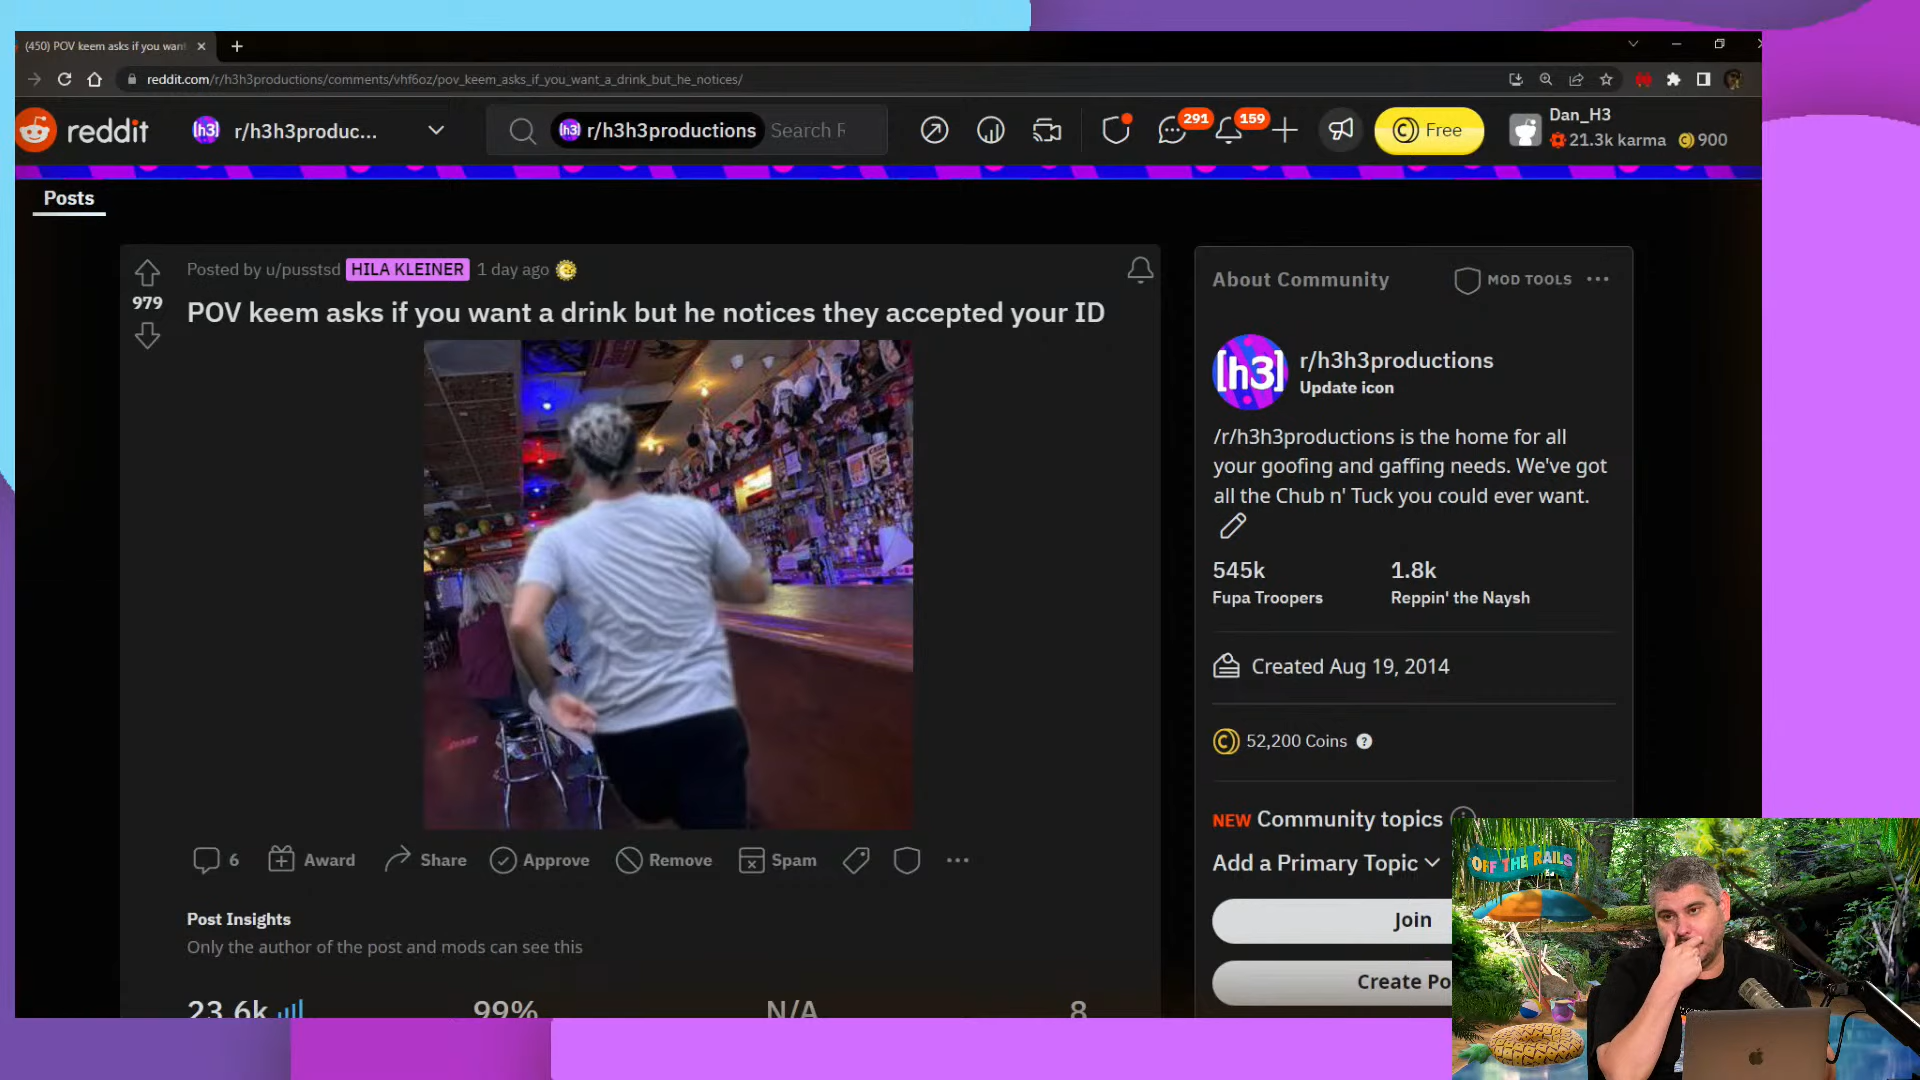 (450) POV keem asks if you want
reddit.com/r/h3h3productions/comments/vhf6oz/pov_keem_asks_if_you_want_a_drink_but_he_notices/
reddit
[h3] r/h3h3produc...
[h3] r/h3h3productions Search R
291
159
Free
Dan_H3
21.3k karma 900
Posts
Posted by u/pusstsd HILA KLEINER 1 day ago
979
POV keem asks if you want a drink but he notices they accepted your ID
6 Award Share Approve Remove Spam
Post Insights
Only the author of the post and mods can see this
23.6k 99% N/A 8
About Community MOD TOOLS
[h3]
r/h3h3productions
Update icon
/r/h3h3productions is the home for all
your goofing and gaffing needs. We've got
all the Chub n' Tuck you could ever want.
545k 1.8k
Fupa Troopers Reppin' the Naysh
Created Aug 19, 2014
52,200 Coins
NEW Community topics
Add a Primary Topic
Join
Create Po
OFF THE RAILS